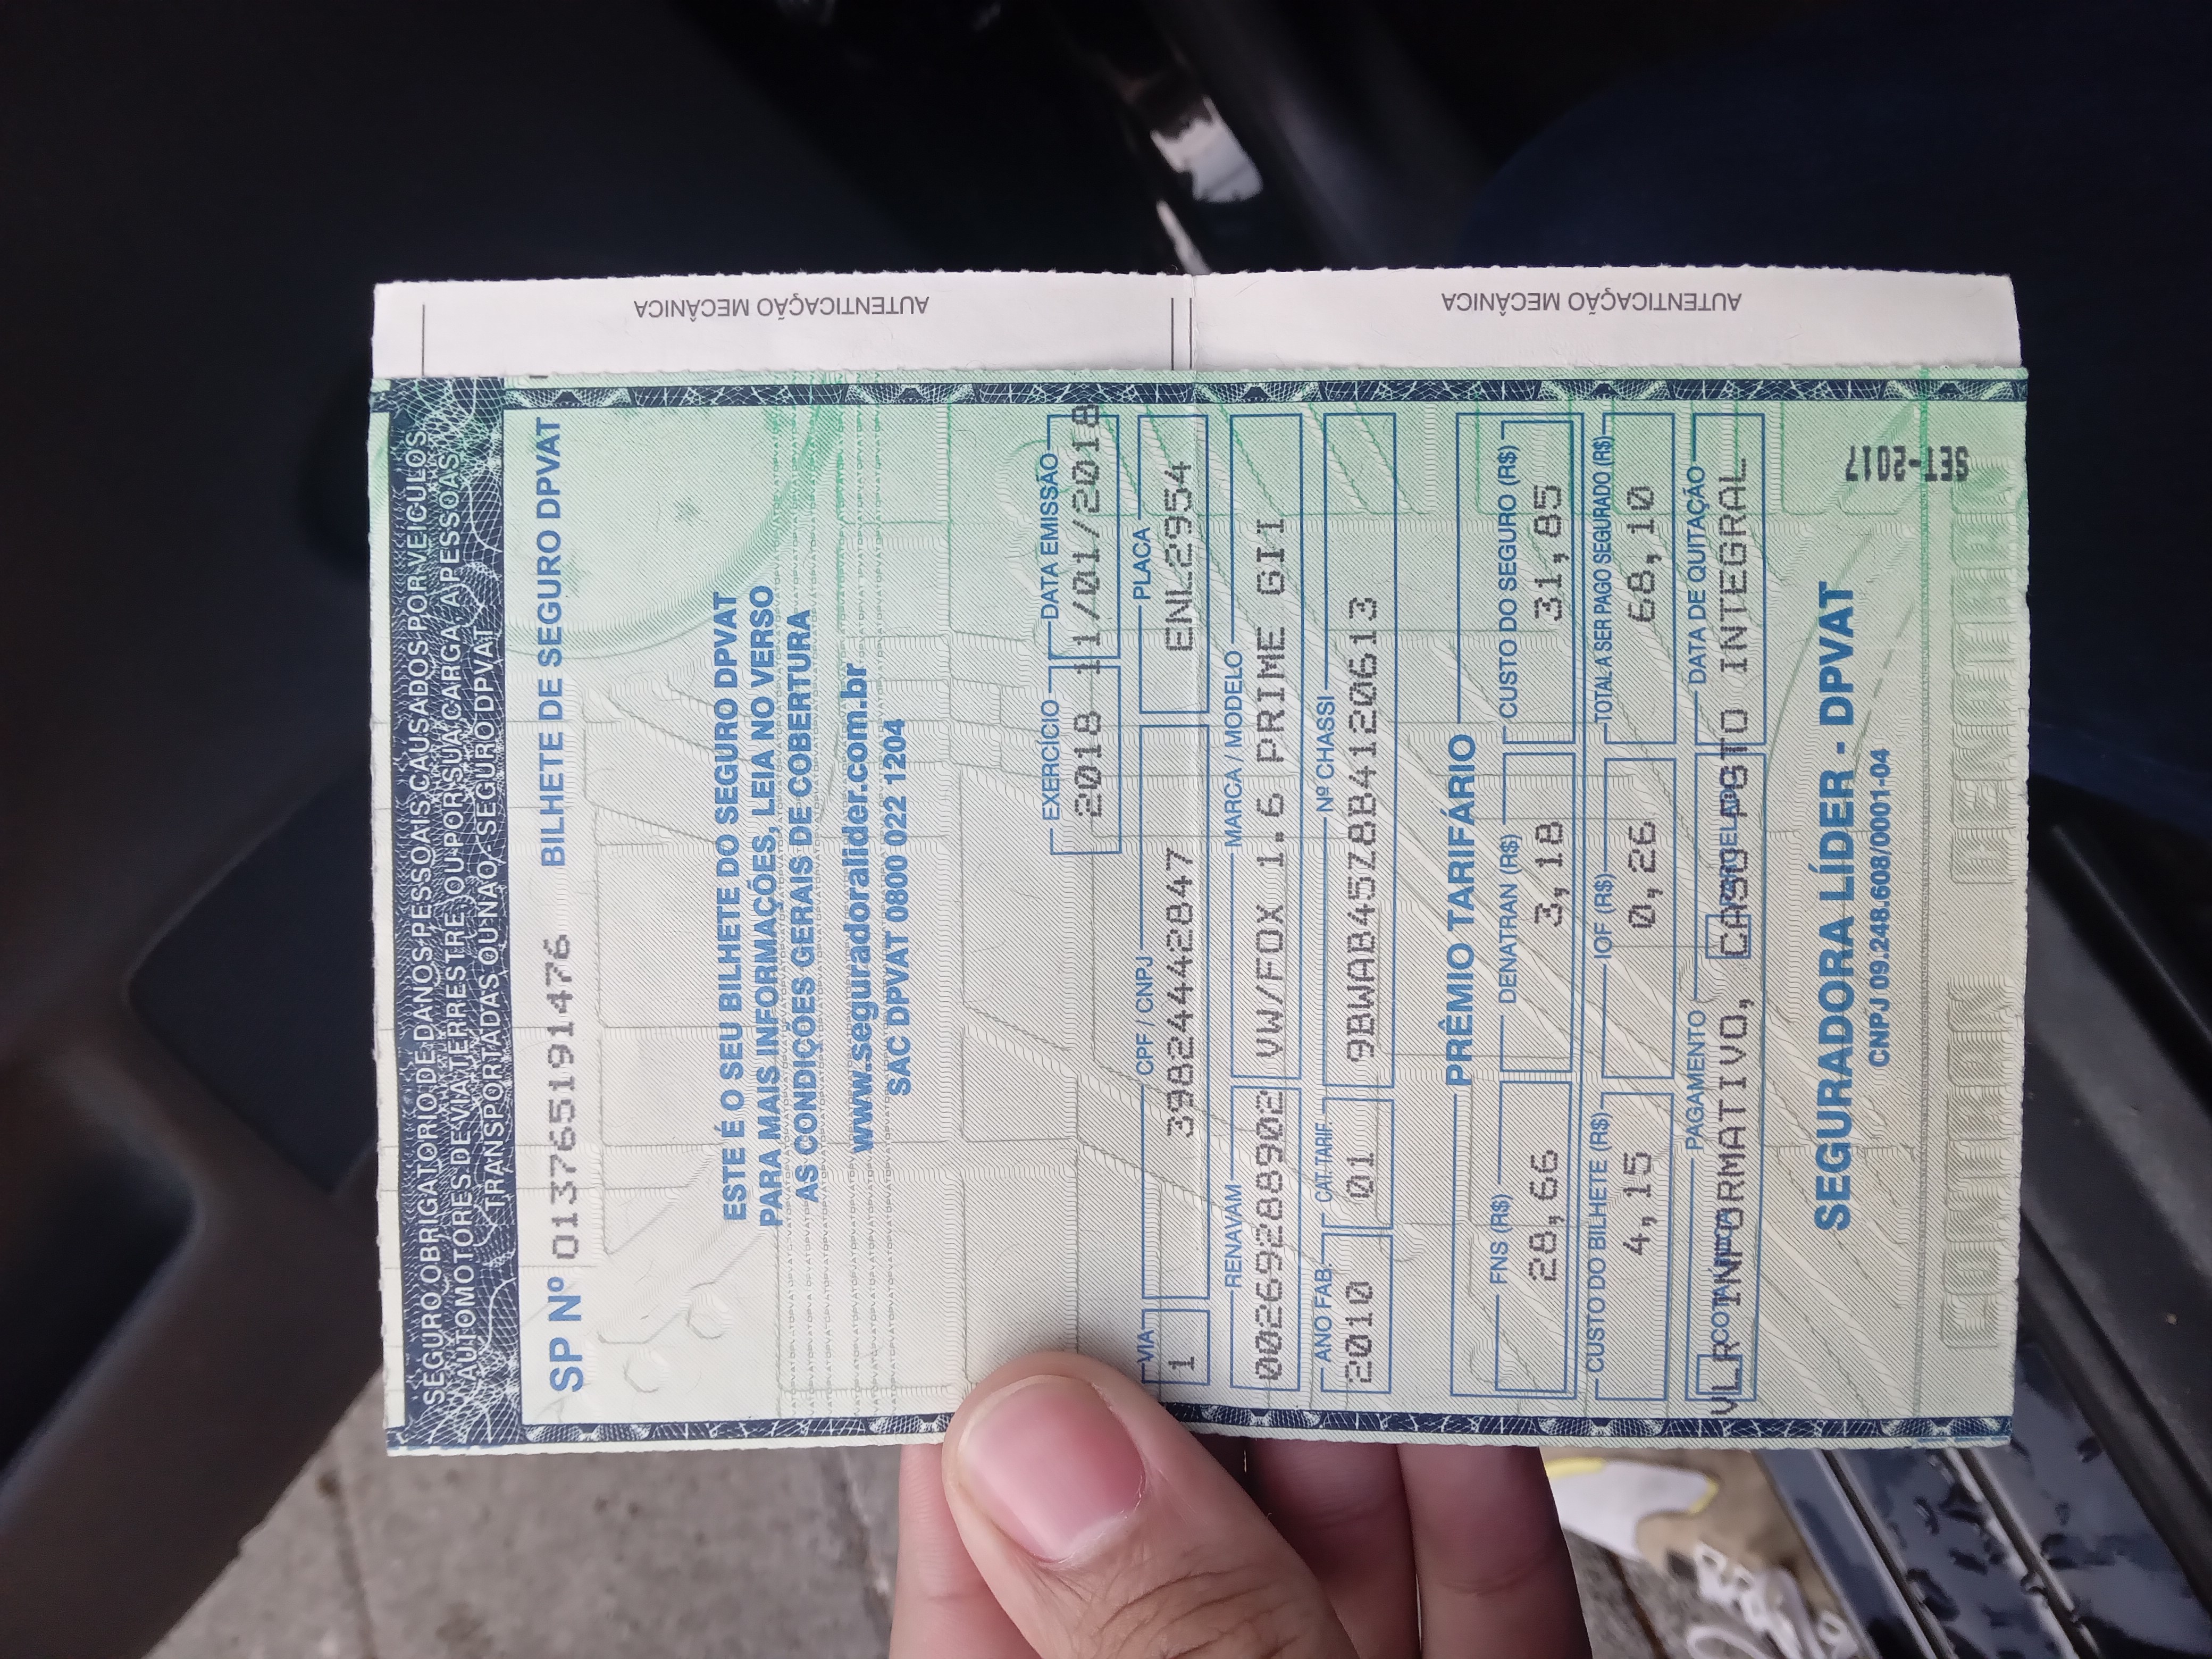 SEGURO OBRIGATÓRIO DE DANOS PESSOAIS CAUSADOS POR VEÍCULOS
AUTOMOTORES DE VIA TERRESTRE, OU POR SUA CARGA, A PESSOAS
TRANSPORTADAS OU NÃO - SEGURO DPVAT
SP Nº 013765191476 BILHETE DE SEGURO DPVAT
ESTE É O SEU BILHETE DO SEGURO DPVAT
PARA MAIS INFORMAÇÕES, LEIA NO VERSO
AS CONDIÇÕES GERAIS DE COBERTURA
www.seguradoralider.com.br
SAC DPVAT 0800 022 1204
EXERCÍCIO DATA EMISSÃO
2018 11/01/2018
VIA CPF / CNPJ PLACA
1 39824442847 ENL2954
RENAVAM MARCA / MODELO
00269288902 VW/FOX 1.6 PRIME GII
ANO FAB. CAT. TARIF. Nº CHASSI
2010 01 9BWAB45Z8B4120613
PRÊMIO TARIFÁRIO
FNS (R$) DENATRAN (R$) CUSTO DO SEGURO (R$)
28,66 3,18 31,85
CUSTO DO BILHETE (R$) IOF (R$) TOTAL A SER PAGO SEGURADO (R$)
4,15 0,26 68,10
PAGAMENTO DATA DE QUITAÇÃO
VLR INFORMATIVO, CASO PGTO INTEGRAL
SEGURADORA LÍDER - DPVAT
CNPJ 09.248.608/0001-04
SET-2017
CONTRAN DENATRAN
AUTENTICAÇÃO MECÂNICA
AUTENTICAÇÃO MECÂNICA